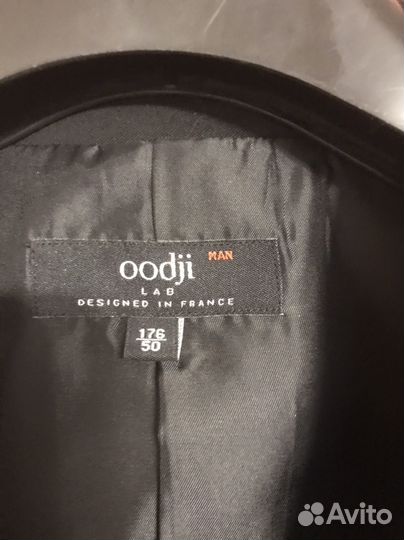 oodji MAN
LAB
DESIGNED IN FRANCE
176
50
Avito